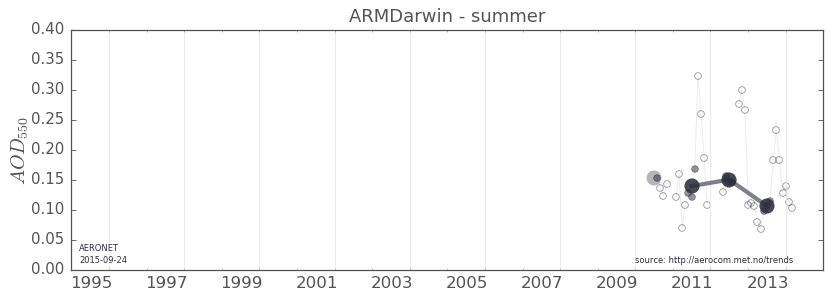 ARMDarwin - summer
0.40
0.35
0.30
0.25
0.20
0.15
0.10
0.05
0.00
AOD550
AERONET
2015-09-24
source: http://aerocom.met.no/trends
1995 1997 1999 2001 2003 2005 2007 2009 2011 2013